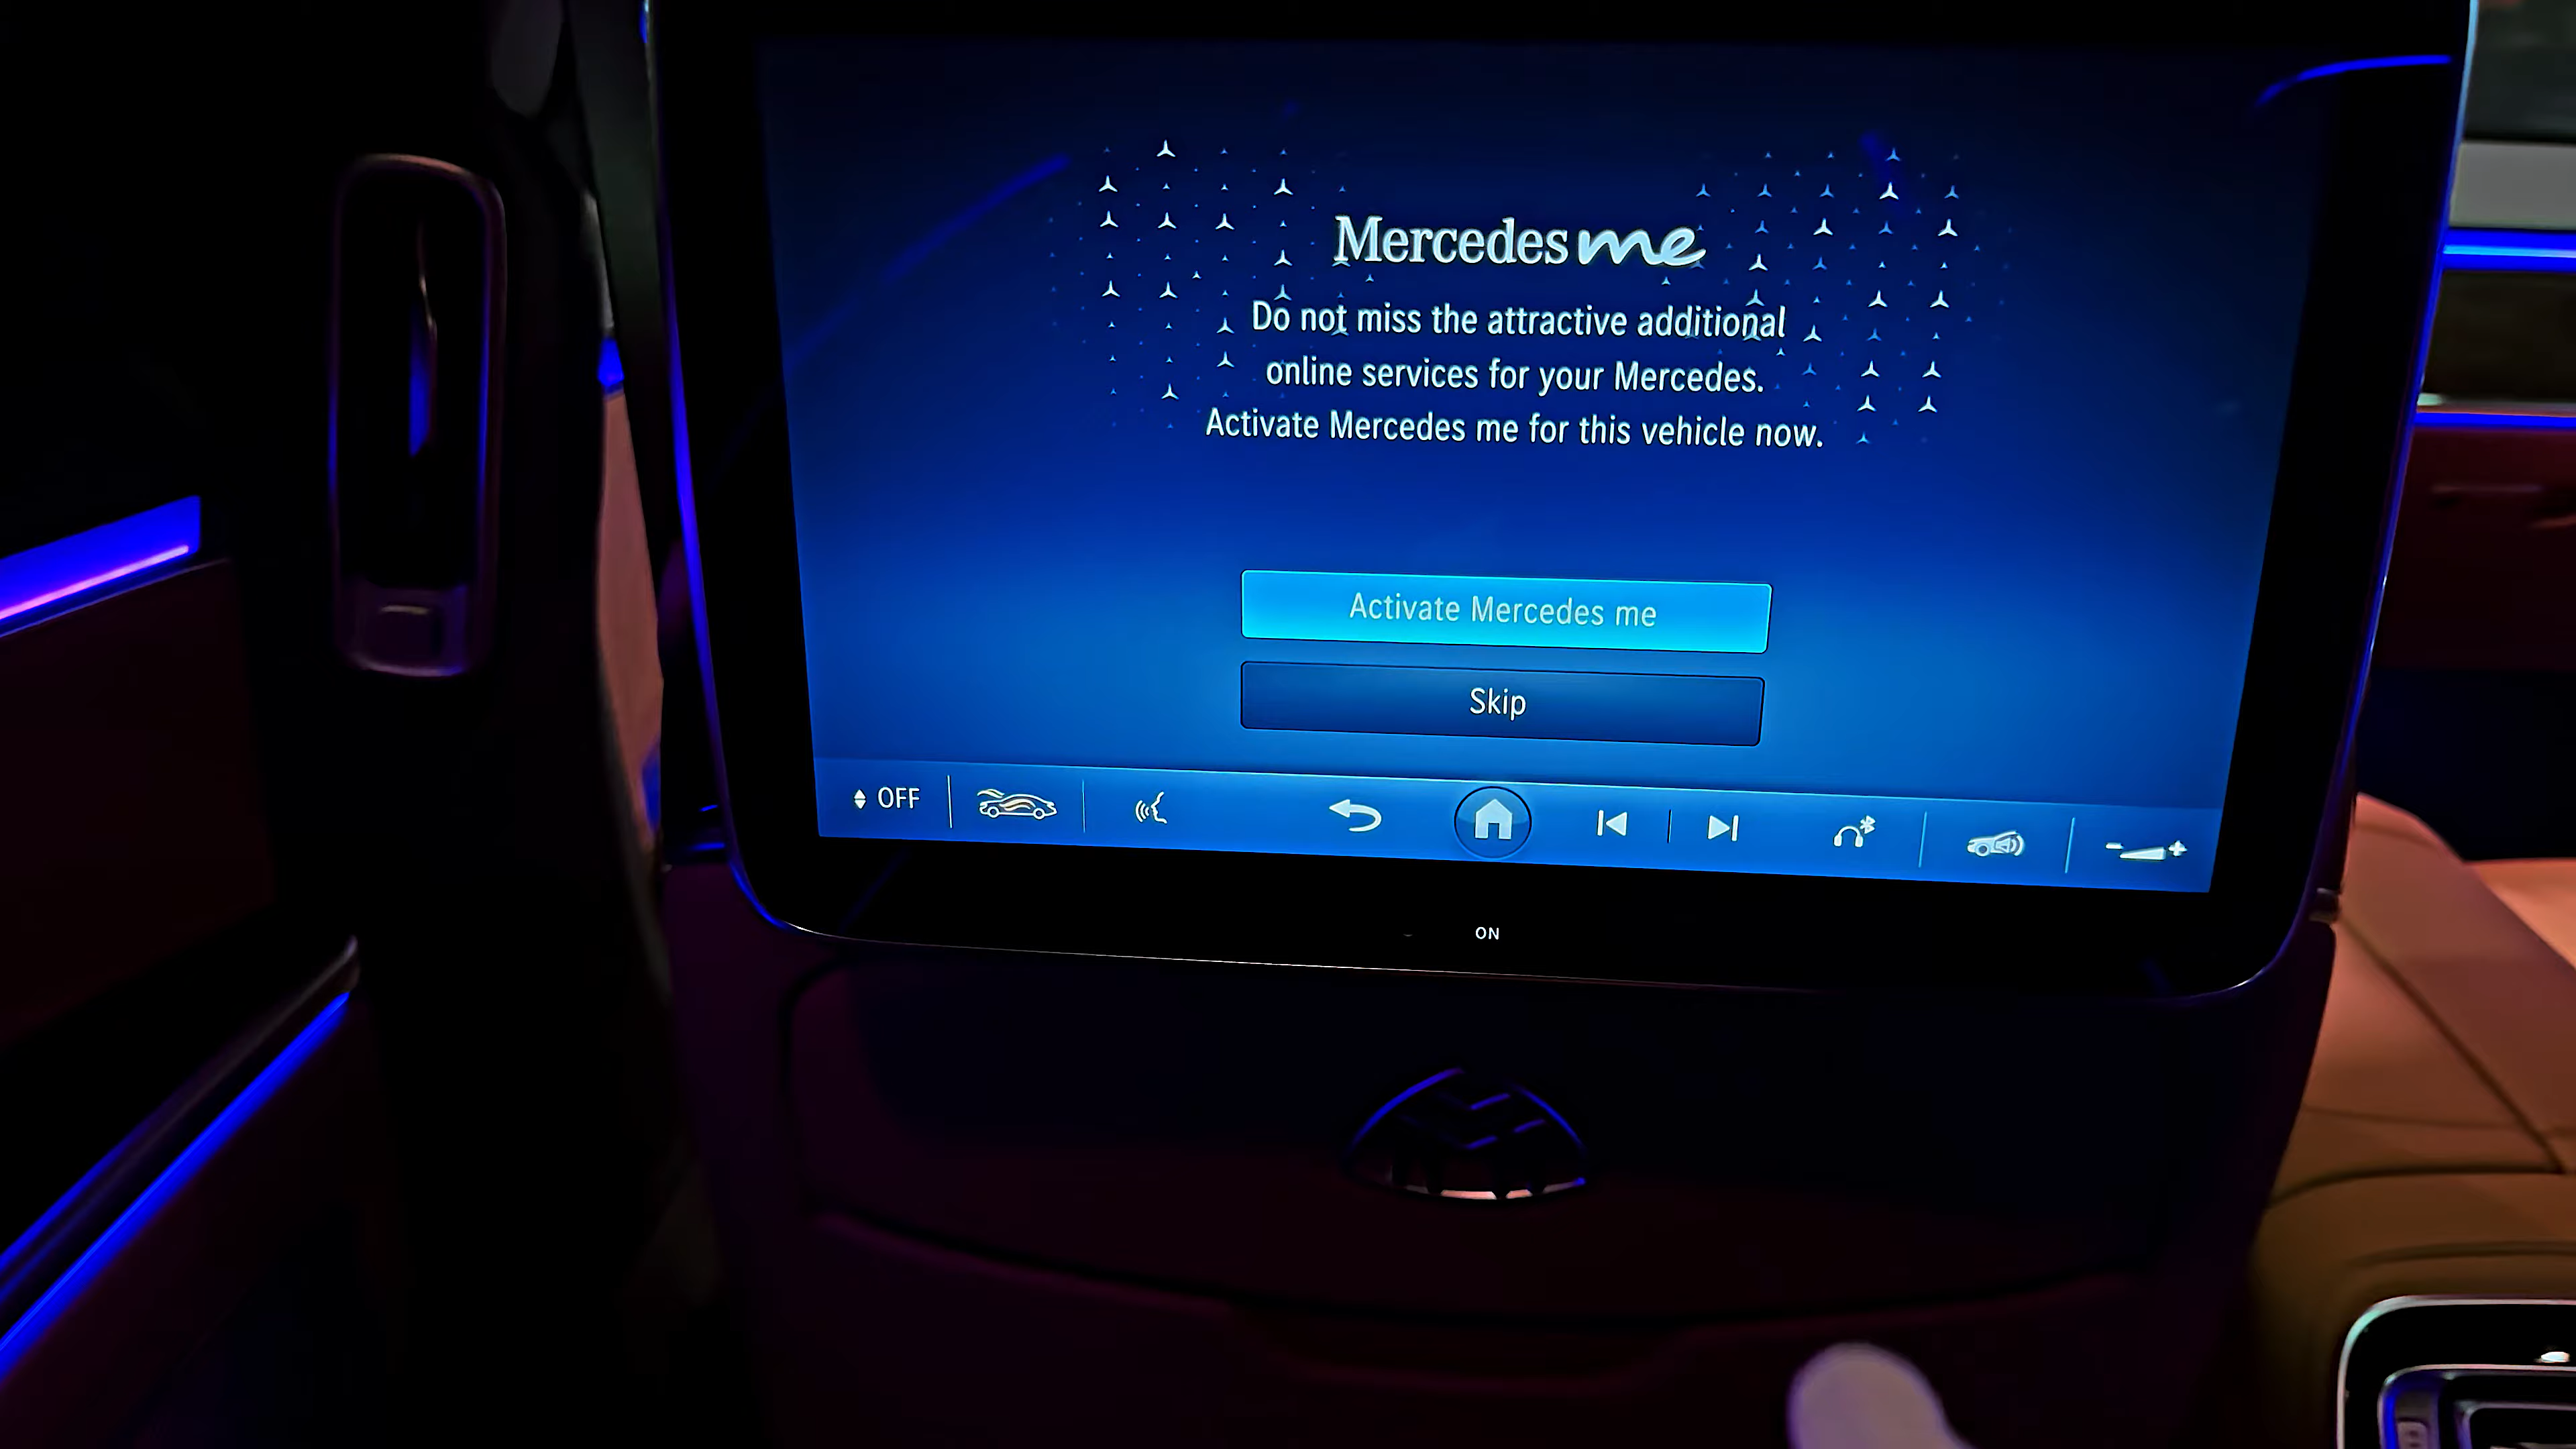 Mercedes me
Do not miss the attractive additional
online services for your Mercedes.
Activate Mercedes me for this vehicle now.
Activate Mercedes me
Skip
OFF
ON